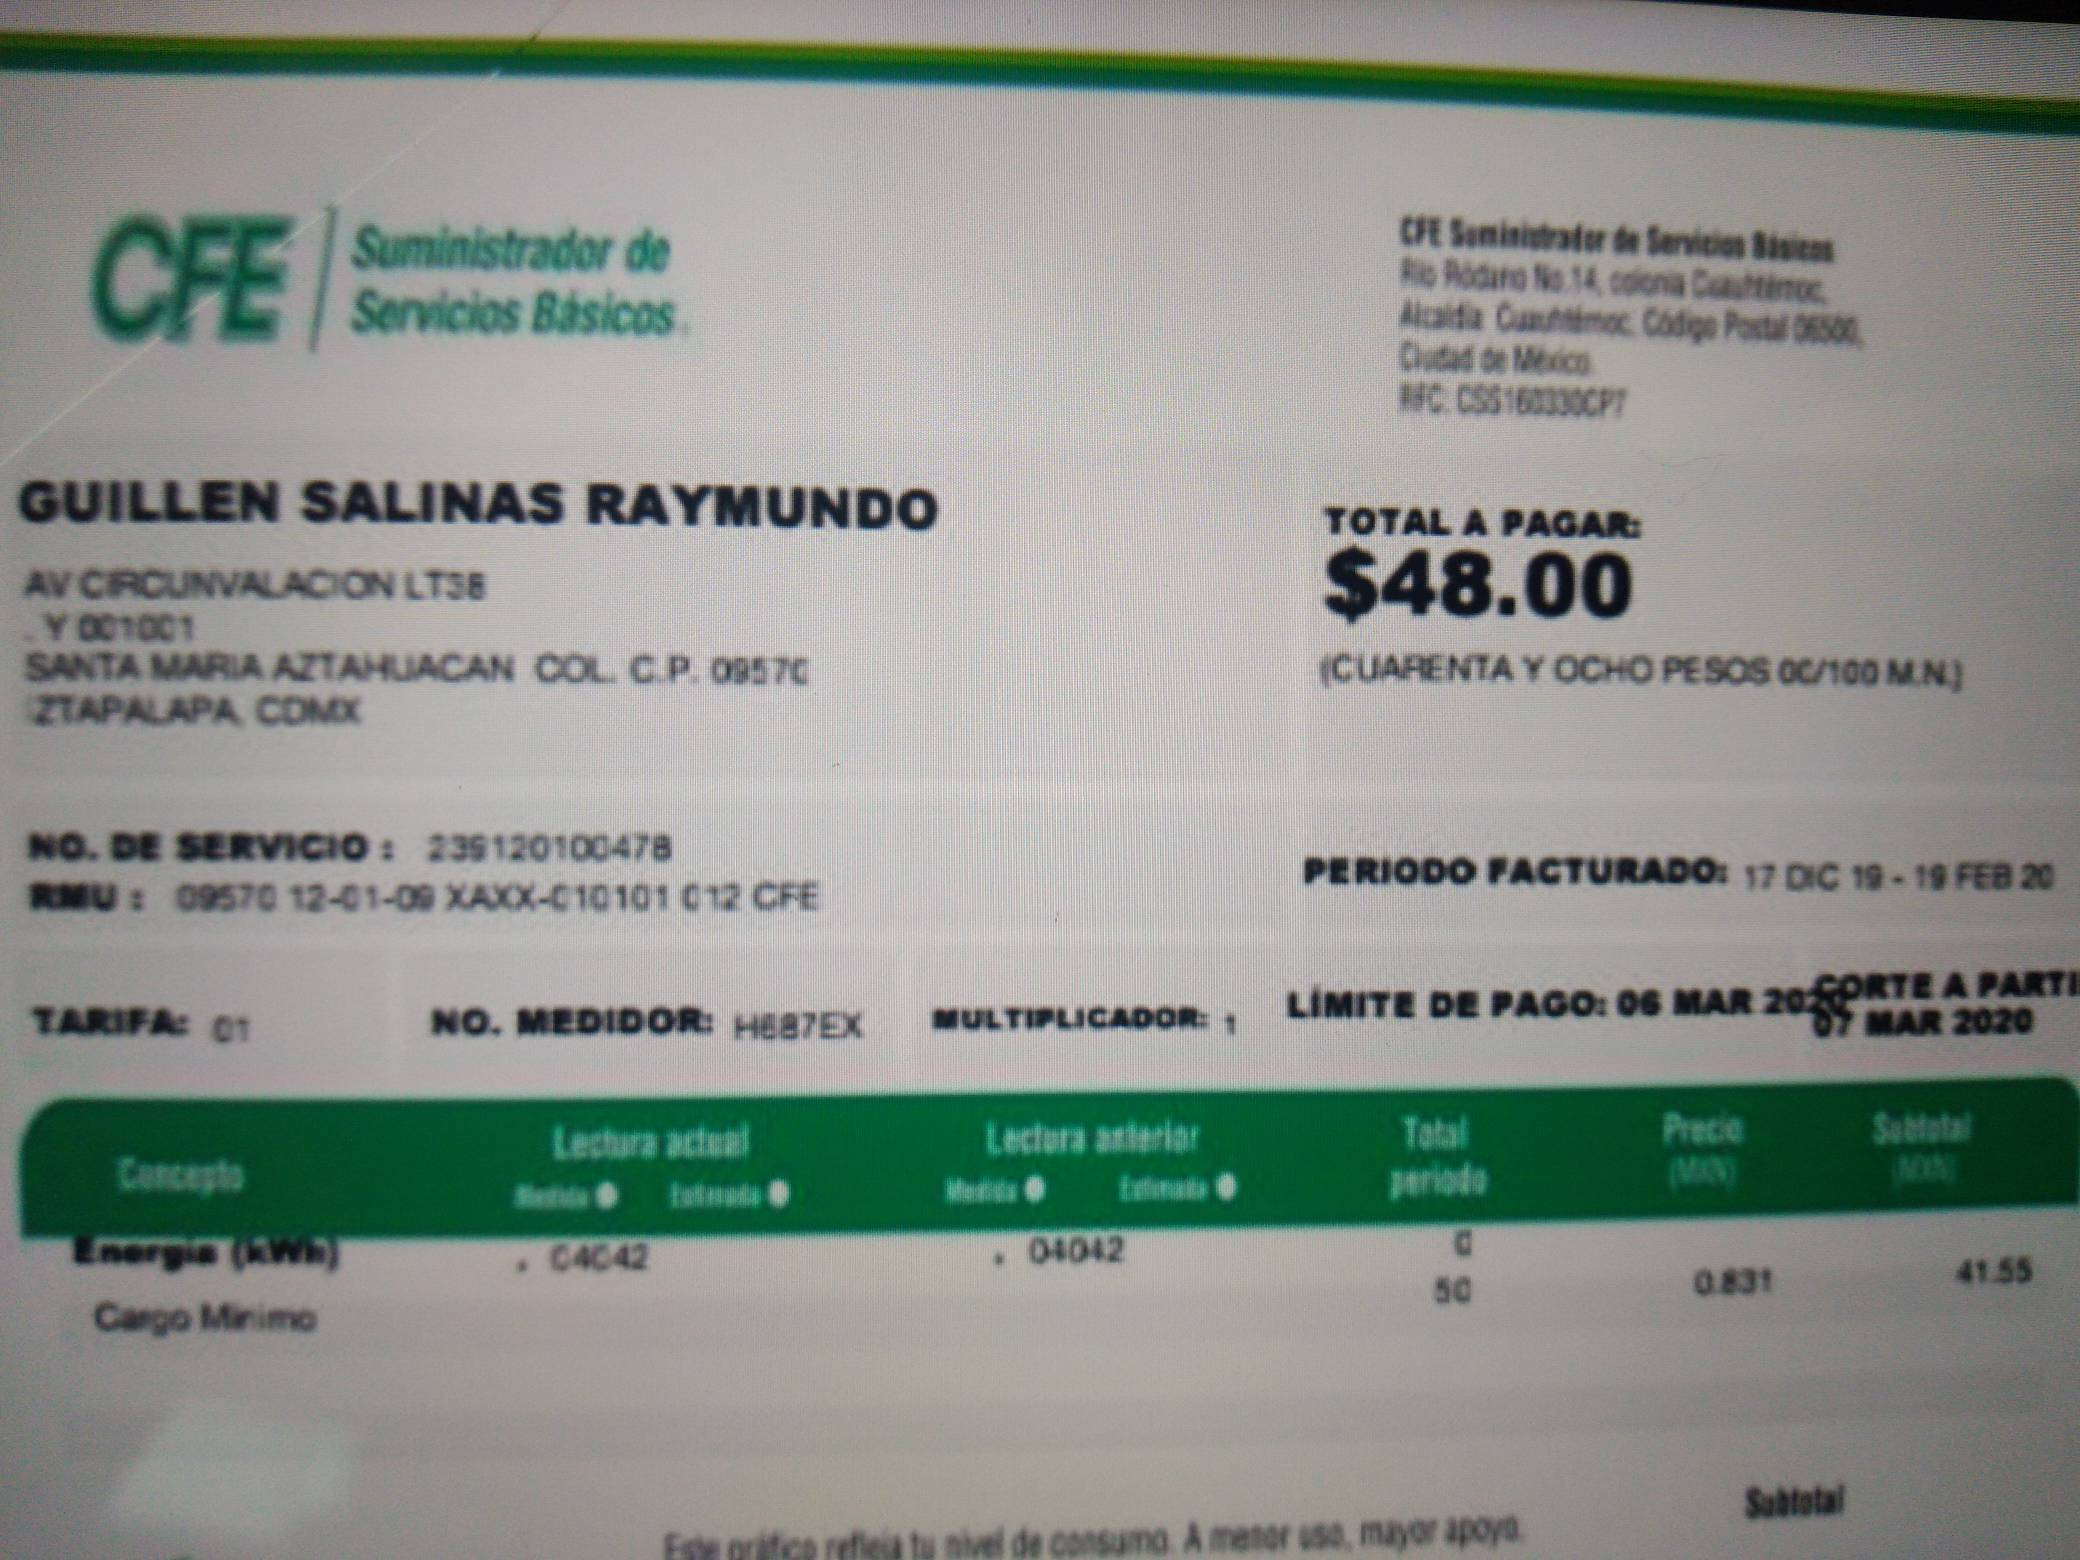 CFE
Suministrador de
Servicios Básicos
CFE Suministrador de Servicios Básicos
Río Ródano No.14, colonia Cuauhtémoc,
Alcaldía Cuauhtémoc, Código Postal 06500,
Ciudad de México.
RFC: CSS160330CP7
GUILLEN SALINAS RAYMUNDO
AV CIRCUNVALACION LT38
. Y 001001
SANTA MARIA AZTAHUACAN COL. C.P. 09570
IZTAPALAPA, CDMX
TOTAL A PAGAR:
$48.00
(CUARENTA Y OCHO PESOS 00/100 M.N.)
NO. DE SERVICIO : 239120100478
RMU : 09570 12-01-09 XAXX-010101 012 CFE
PERIODO FACTURADO: 17 DIC 19 - 19 FEB 20
TARIFA: 01
NO. MEDIDOR: H687EX
MULTIPLICADOR: 1
LÍMITE DE PAGO: 06 MAR 2020
CORTE A PARTI
07 MAR 2020
Concepto
Lectura actual
Medida Estimada
Lectura anterior
Medida Estimada
Total
periodo
Precio
(MXN)
Subtotal
(MXN)
Energía (kWh) 04042 04042 0
50 0.831 41.55
Cargo Mínimo
Subtotal
Este gráfico refleja tu nivel de consumo. A menor uso, mayor apoyo.